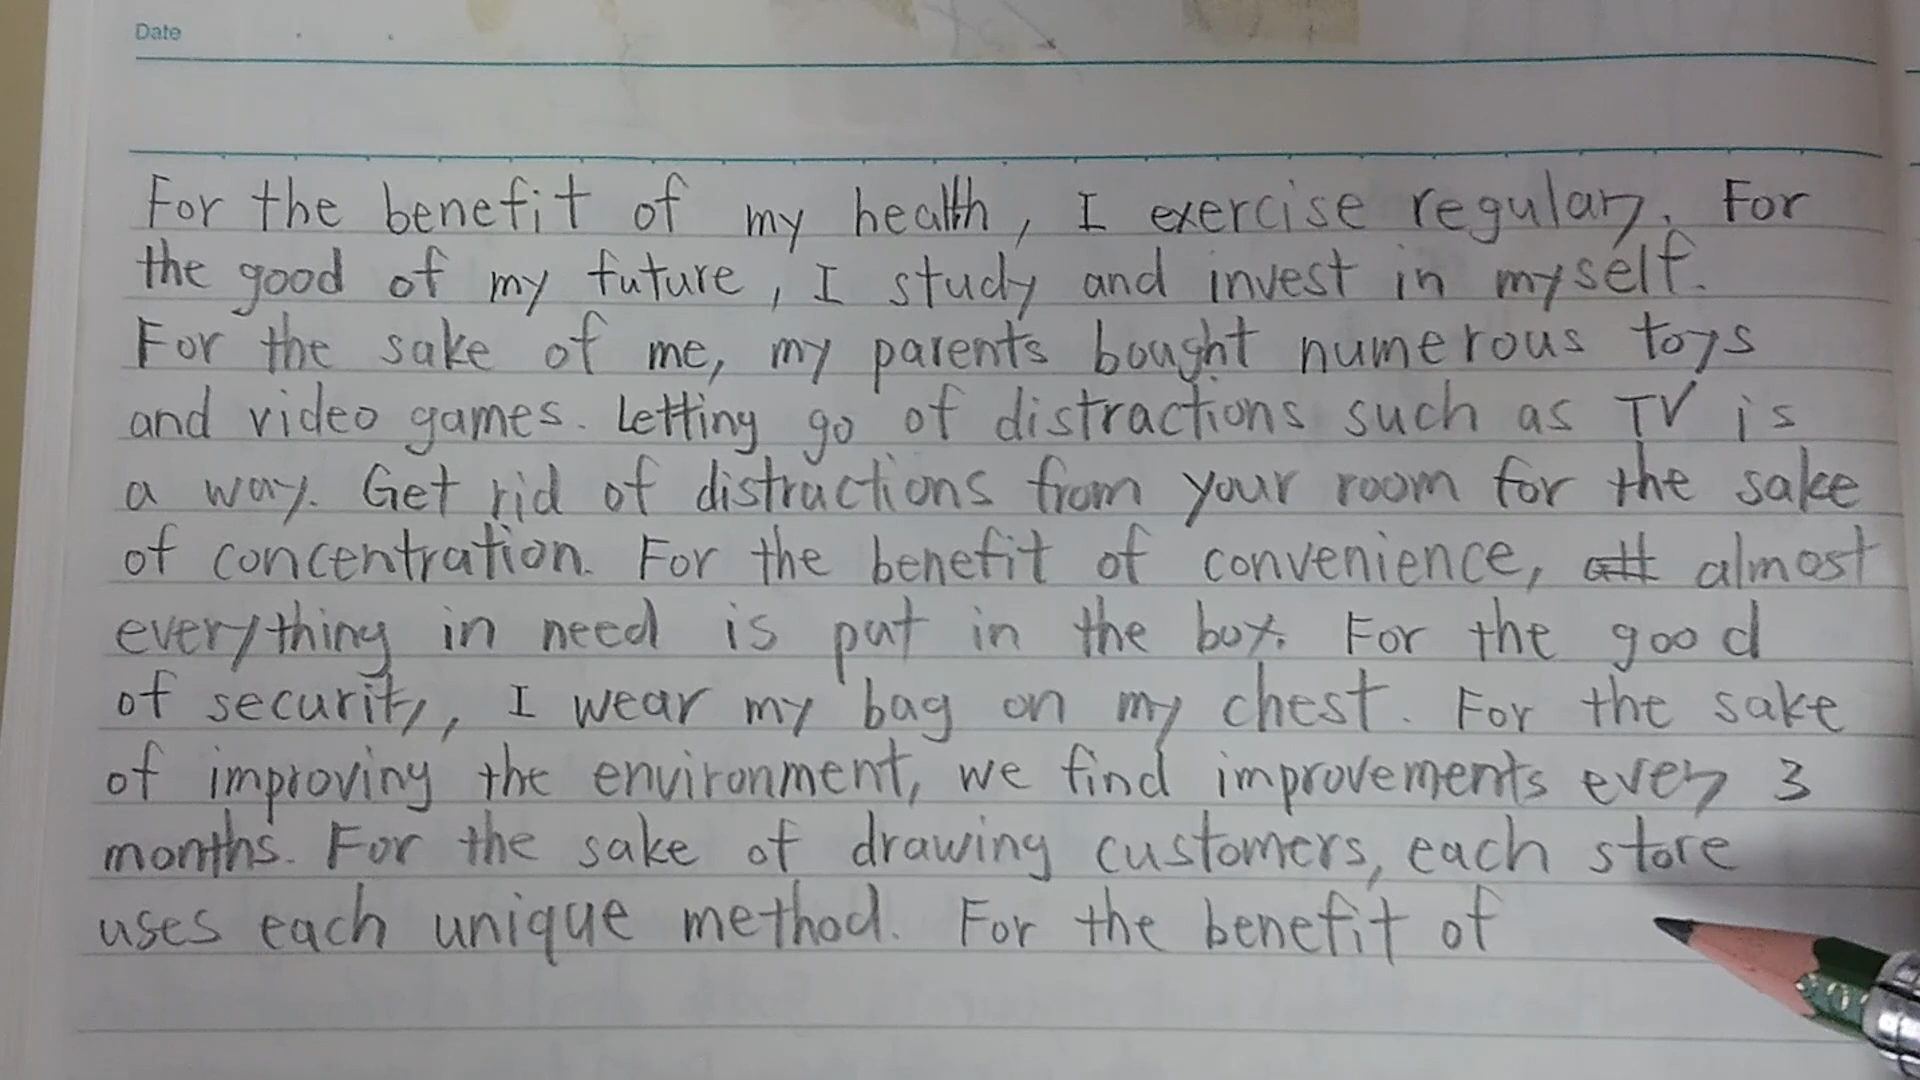 Date
For the benefit of my health, I exercise regulary. For
the good of my future, I study and invest in myself.
For the sake of me, my parents bought numerous toys
and video games. Letting go of distractions such as TV is
a way. Get rid of distractions from your room for the sake
of concentration. For the benefit of convenience, almost
everything in need is put in the box. For the good
of security, I wear my bag on my chest. For the sake
of improving the environment, we find improvements every 3
months. For the sake of drawing customers, each store
uses each unique method. For the benefit of